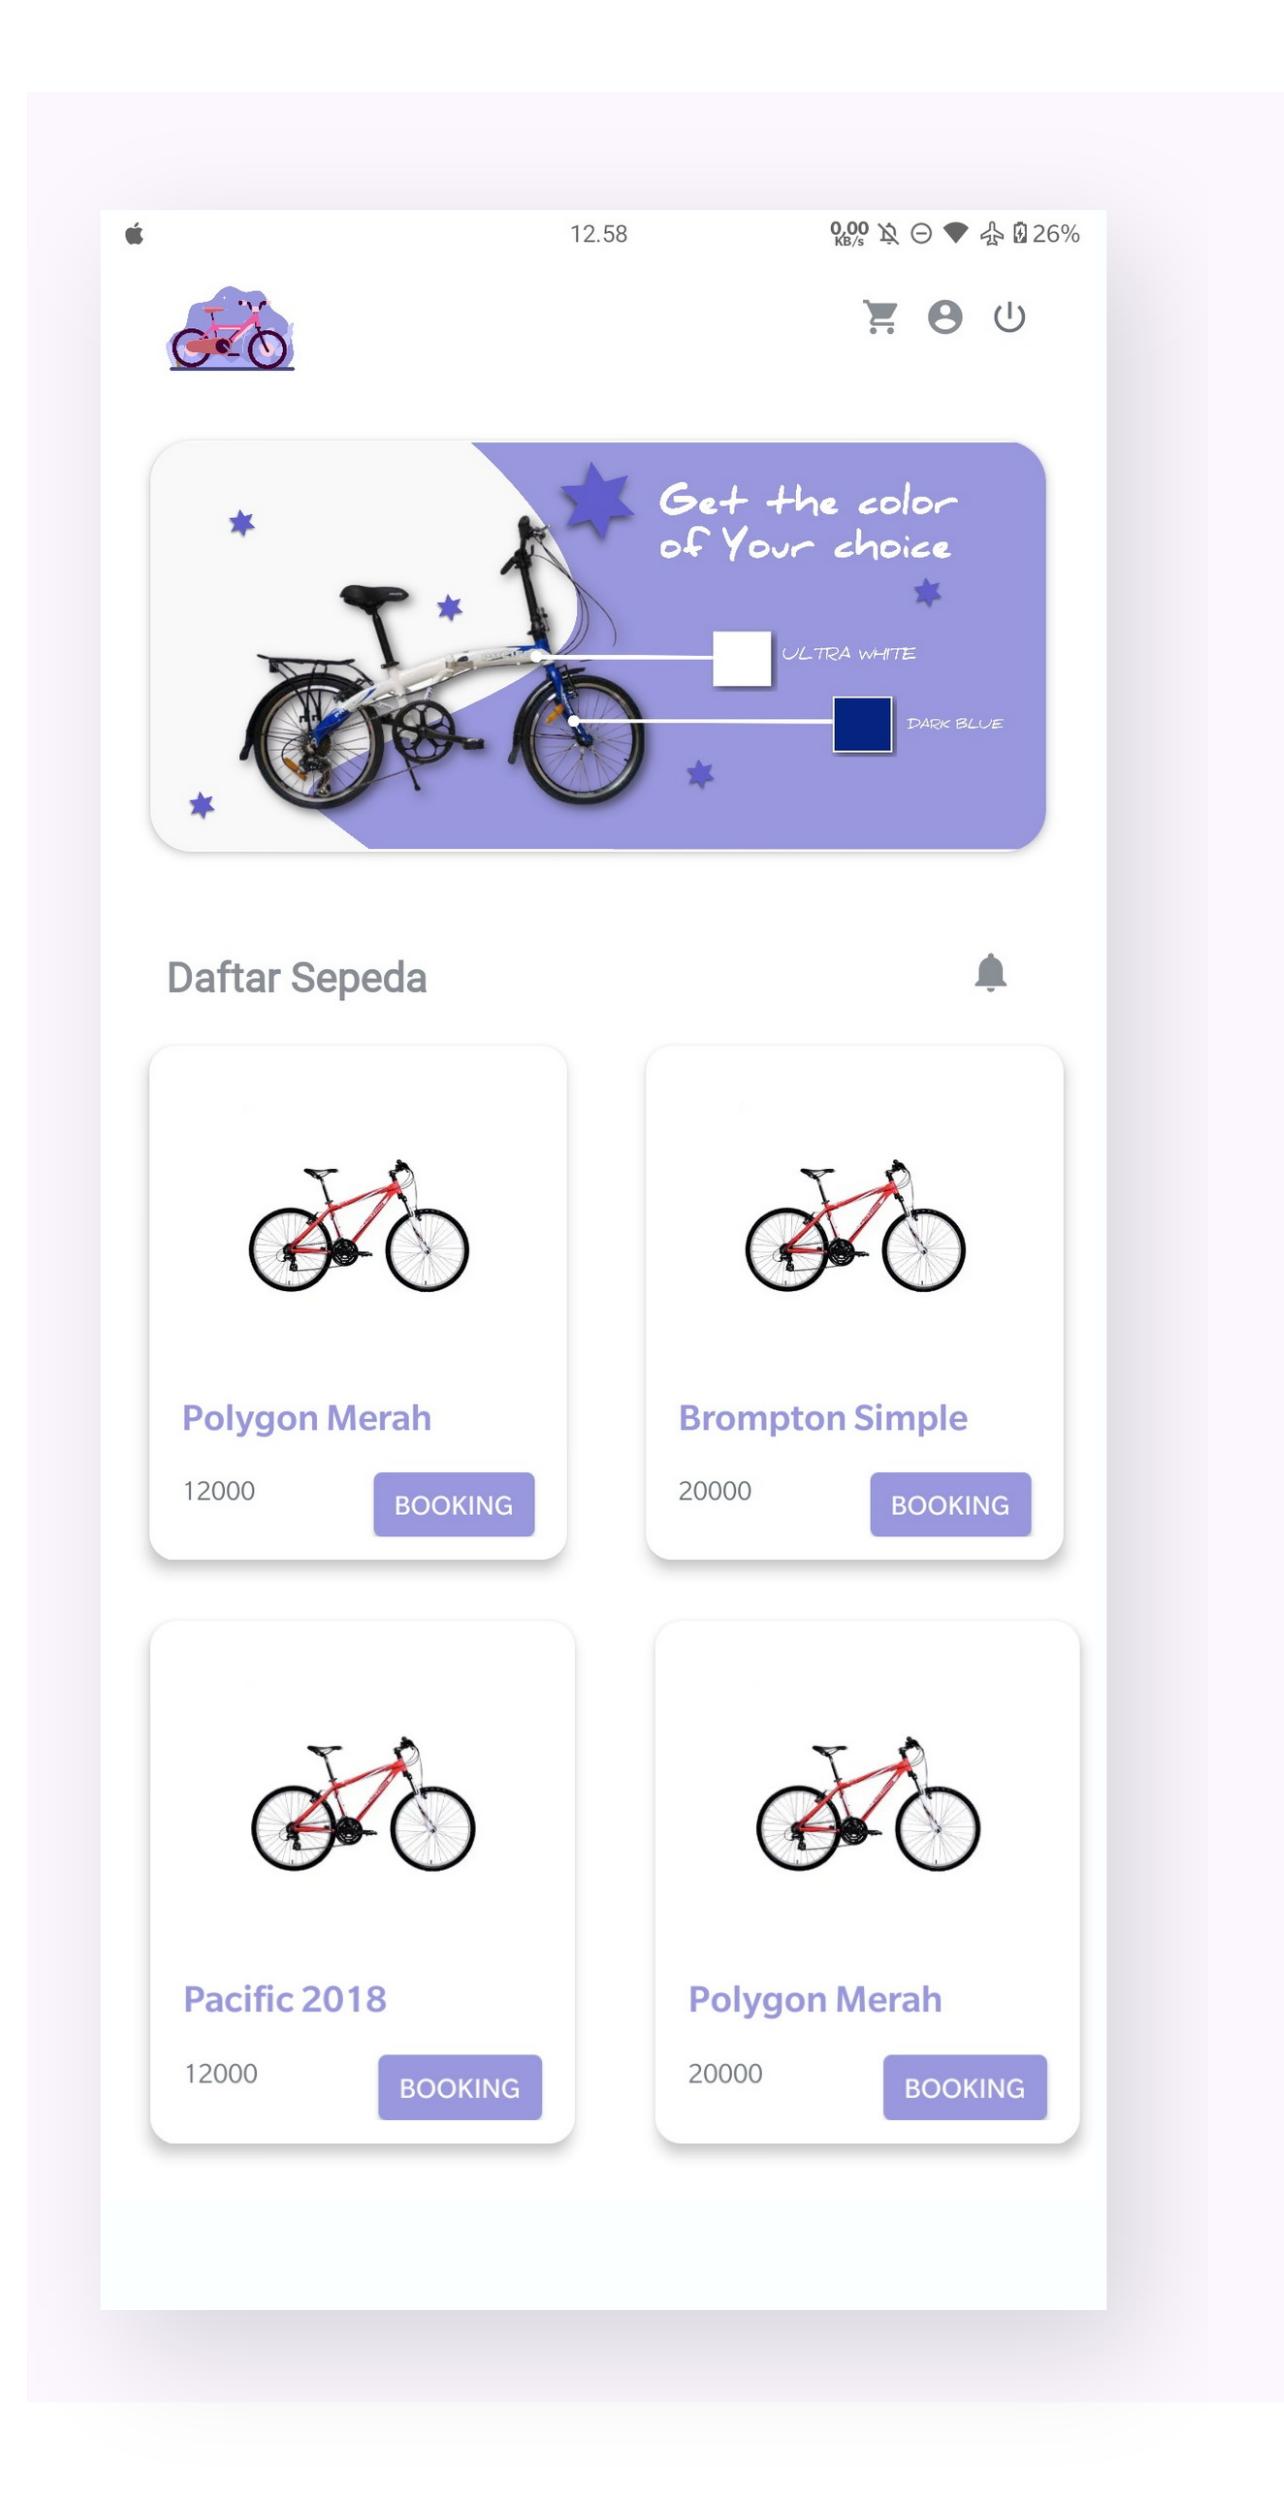 12.58
0,00
KB/s
26%
Get the color
of Your choice
ULTRA WHITE
DARK BLUE
Daftar Sepeda
Polygon Merah
12000
BOOKING
Brompton Simple
20000
BOOKING
Pacific 2018
12000
BOOKING
Polygon Merah
20000
BOOKING